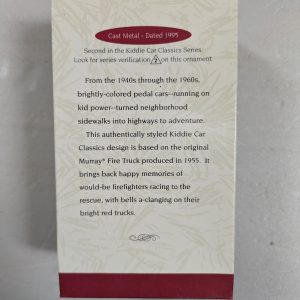 Cast Metal - Dated 1995
Second in the Kiddie Car Classics Series.
Look for series verification 2 on this ornament.
From the 1940s through the 1960s,
brightly-colored pedal cars--running on
kid power--turned neighborhood
sidewalks into highways to adventure.
This authentically styled Kiddie Car
Classics design is based on the original
Murray® Fire Truck produced in 1955. It
brings back happy memories of
would-be firefighters racing to the
rescue, with bells a-clanging on their
bright red trucks.